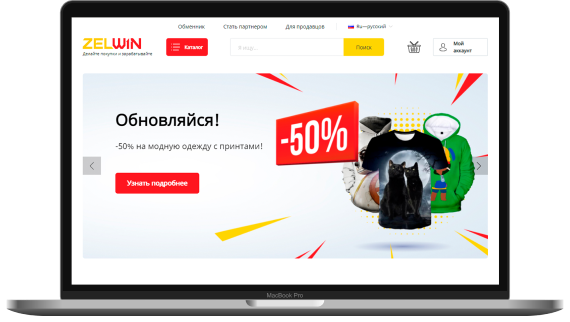 Обменник Стать партнером Для продавцов Ru—русский
ZELWIN
Делайте покупки и зарабатывайте
Каталог
Я ищу...
Поиск
Мой
аккаунт
Обновляйся!
-50% на модную одежду с принтами!
-50%
Узнать подробнее
MacBook Pro